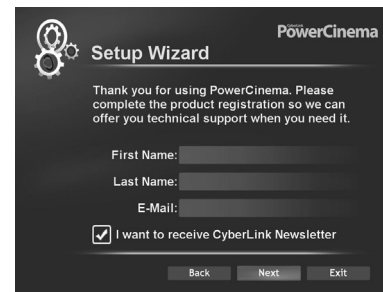 CyberLink
PowerCinema
Setup Wizard
Thank you for using PowerCinema. Please
complete the product registration so we can
offer you technical support when you need it.
First Name:
Last Name:
E-Mail:
I want to receive CyberLink Newsletter
Back Next Exit